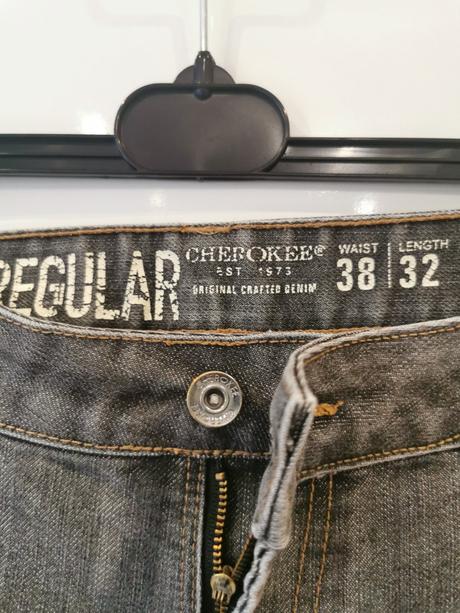 REGULAR
CHEROKEE®
EST 1973
ORIGINAL CRAFTED DENIM
WAIST
38
LENGTH
32